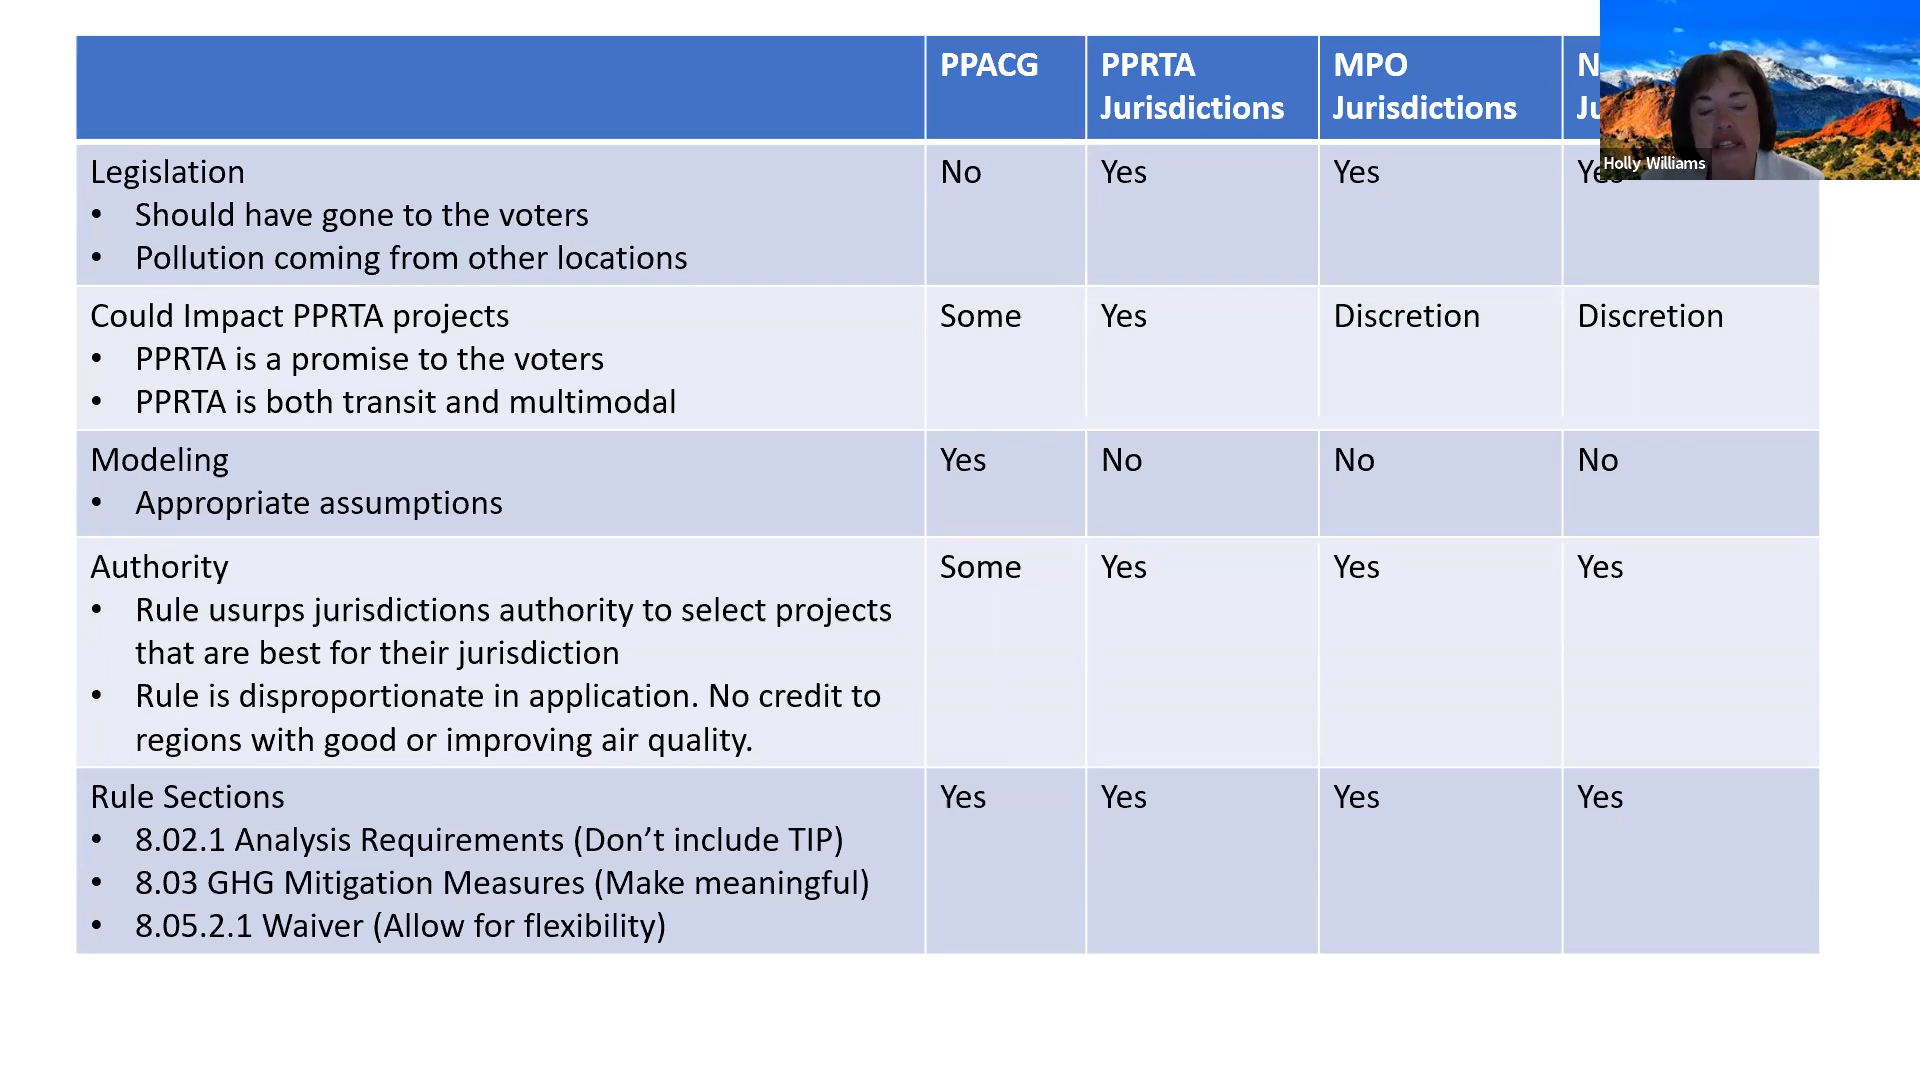 PPACG
PPRTA
Jurisdictions
MPO
Jurisdictions
Holly Williams
Legislation
• Should have gone to the voters
• Pollution coming from other locations
No
Yes
Yes
Yes
Could Impact PPRTA projects
• PPRTA is a promise to the voters
• PPRTA is both transit and multimodal
Some
Yes
Discretion
Discretion
Modeling
• Appropriate assumptions
Yes
No
No
No
Authority
• Rule usurps jurisdictions authority to select projects
that are best for their jurisdiction
• Rule is disproportionate in application. No credit to
regions with good or improving air quality.
Some
Yes
Yes
Yes
Rule Sections
• 8.02.1 Analysis Requirements (Don’t include TIP)
• 8.03 GHG Mitigation Measures (Make meaningful)
• 8.05.2.1 Waiver (Allow for flexibility)
Yes
Yes
Yes
Yes